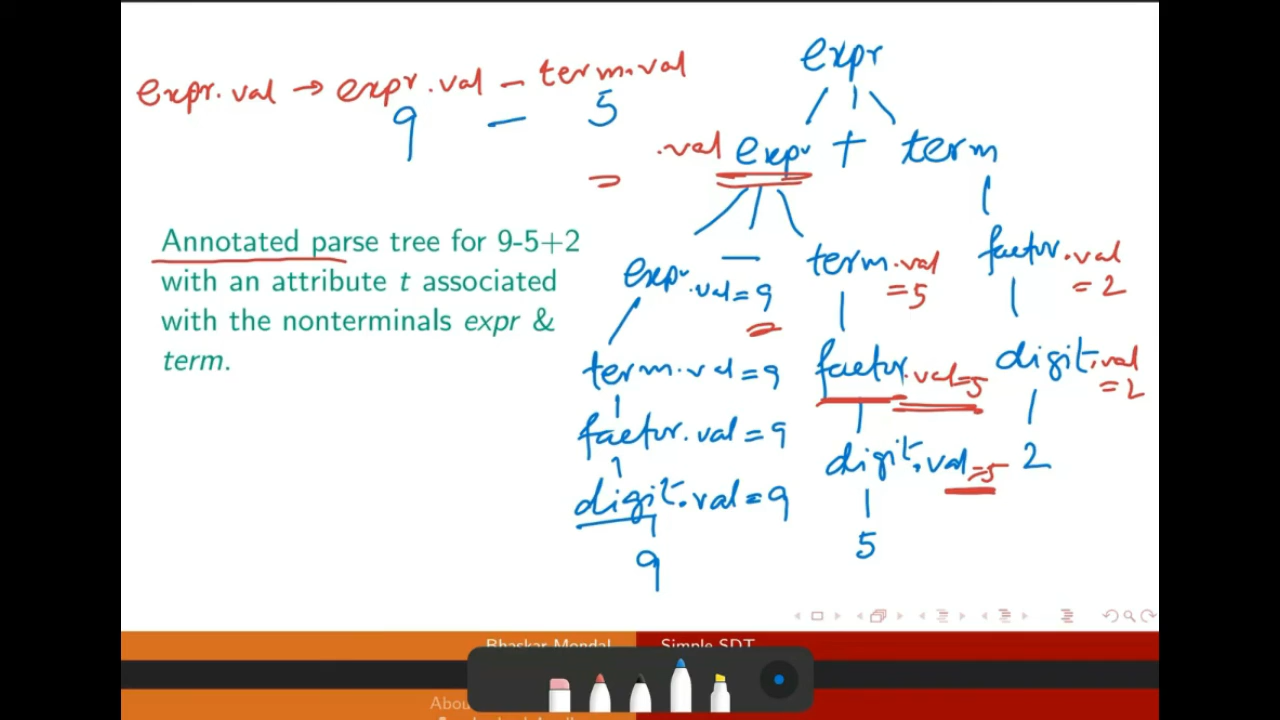 expr
expr.val → expr.val - term.val
9 - 5
.val expr + term
=
Annotated parse tree for 9-5+2
with an attribute t associated
with the nonterminals expr &
term.
expr.val=9 - term.val
=5
factor.val
=2
term.val=9
factor.val=5
digit.val
=2
factor.val=9
digit.val=5
2
digit.val=9
5
9
Bhaskar Mondal Simple SDT